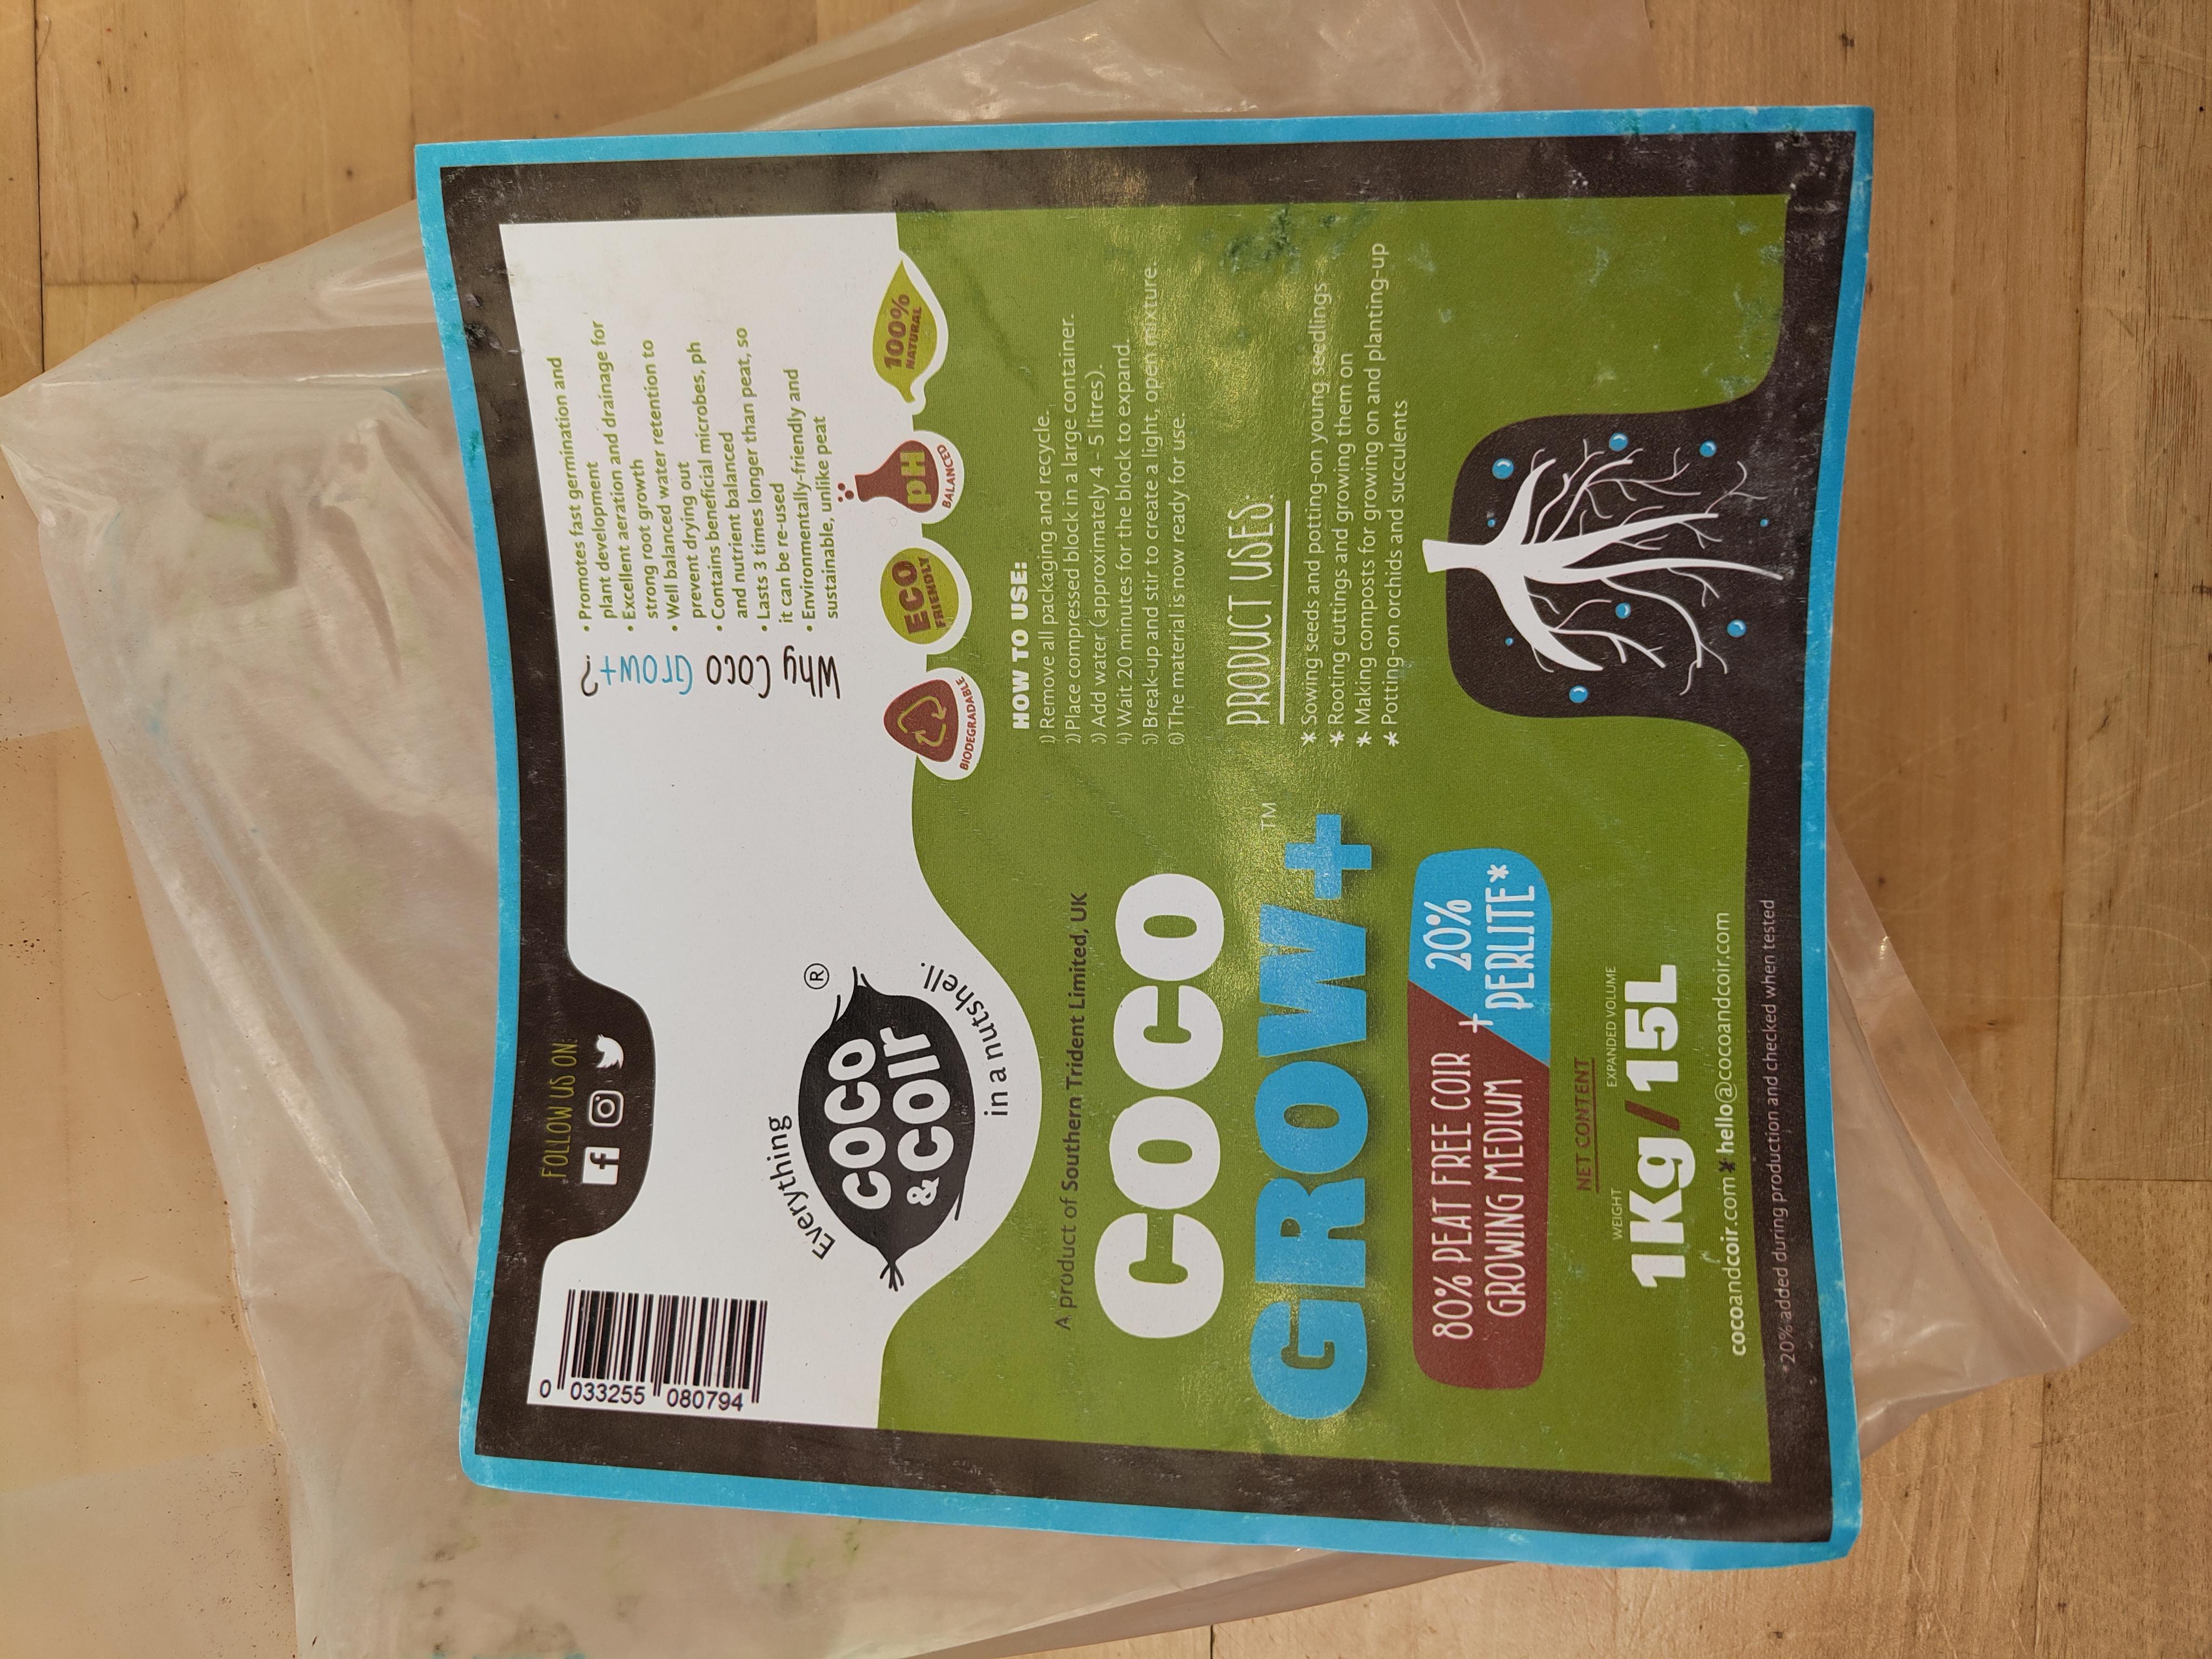 FOLLOW US ON:
0 033255 080794
Everything
COCO
& COIR
®
in a nutshell.
A product of Southern Trident Limited, UK
COCO
GROW+
TM
80% PEAT FREE COIR
GROWING MEDIUM
+
20%
PERLITE*
NET CONTENT
WEIGHT
EXPANDED VOLUME
1Kg / 15L
cocoandcoir.com * hello@cocoandcoir.com
*20% added during production and checked when tested
Why Coco Grow+?
• Promotes fast germination and
plant development
• Excellent aeration and drainage for
strong root growth
• Well balanced water retention to
prevent drying out
• Contains beneficial microbes, ph
and nutrient balanced
• Lasts 3 times longer than peat, so
it can be re-used
• Environmentally-friendly and
sustainable, unlike peat
BIODEGRADABLE
ECO
FRIENDLY
pH
BALANCED
100%
NATURAL
HOW TO USE:
1) Remove all packaging and recycle.
2) Place compressed block in a large container.
3) Add water (approximately 4 - 5 litres).
4) Wait 20 minutes for the block to expand.
5) Break-up and stir to create a light, open mixture.
6) The material is now ready for use.
PRODUCT USES:
* Sowing seeds and potting-on young seedlings
* Rooting cuttings and growing them on
* Making composts for growing on and planting-up
* Potting-on orchids and succulents